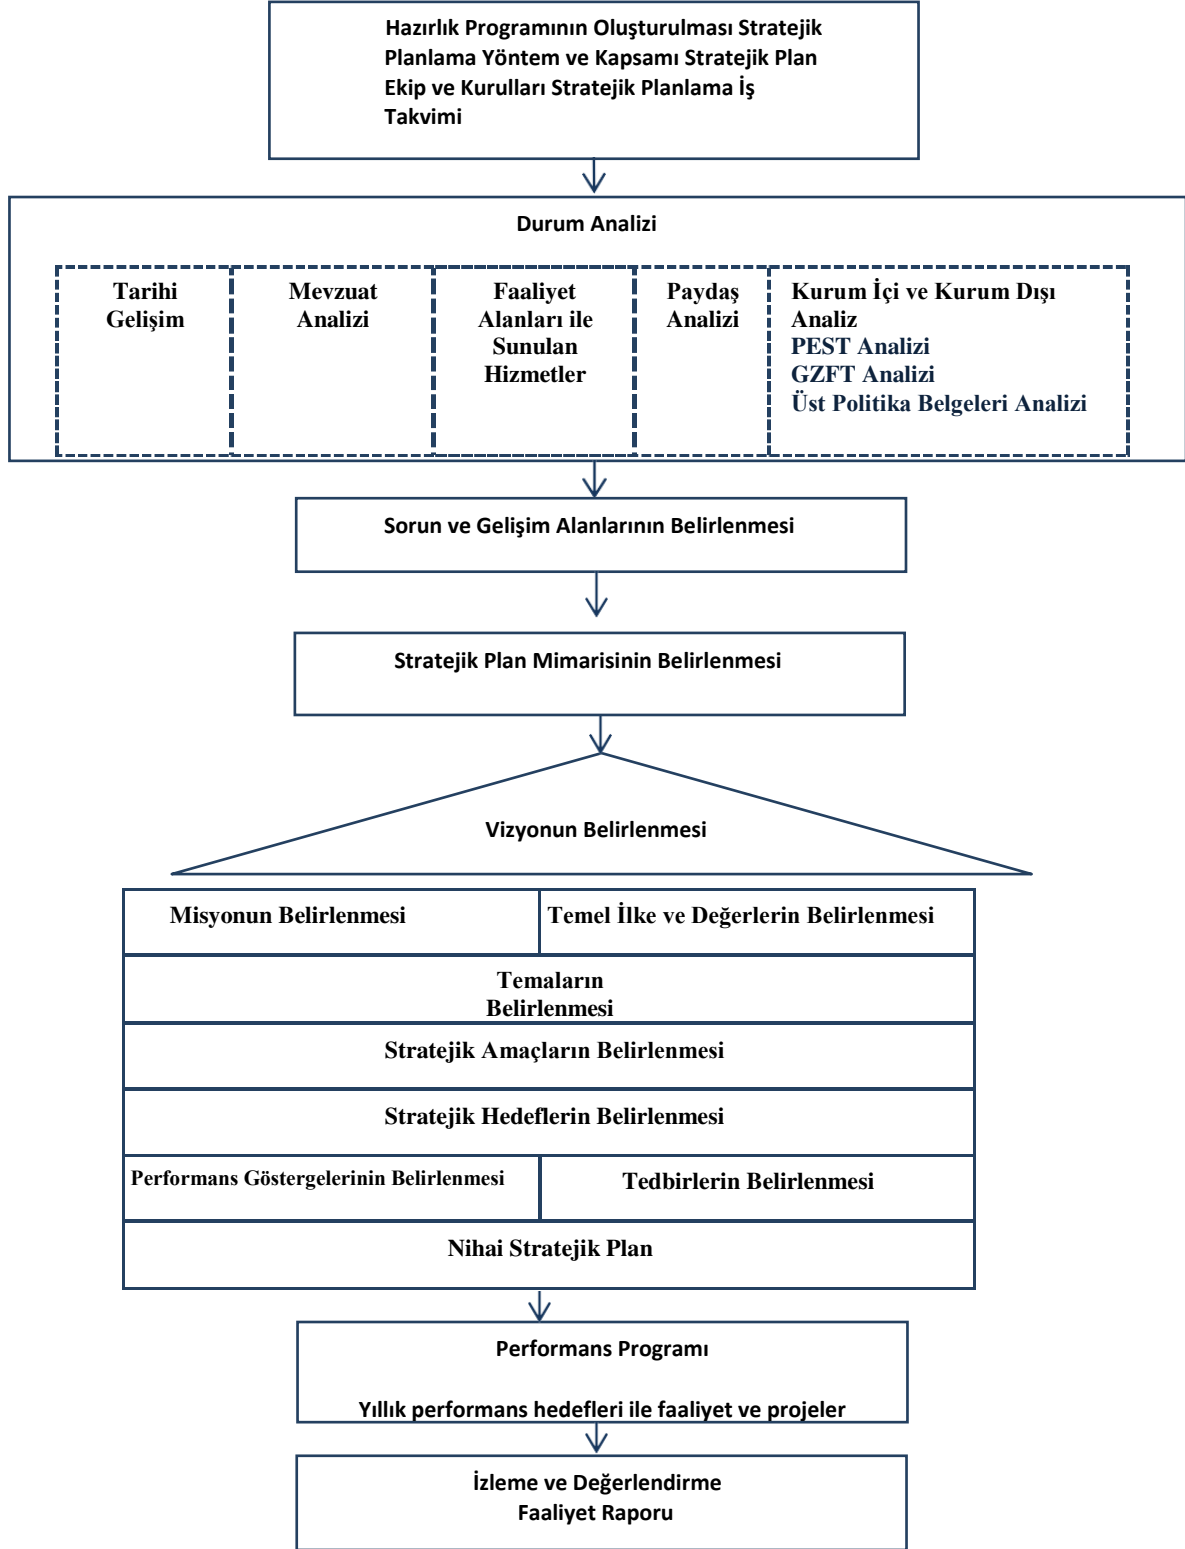 Hazırlık Programının Oluşturulması Stratejik
Planlama Yöntem ve Kapsamı Stratejik Plan
Ekip ve Kurulları Stratejik Planlama İş
Takvimi
Durum Analizi
Tarihi
Gelişim
Mevzuat
Analizi
Faaliyet
Alanları ile
Sunulan
Hizmetler
Paydaş
Analizi
Kurum İçi ve Kurum Dışı
Analiz
PEST Analizi
GZFT Analizi
Üst Politika Belgeleri Analizi
Sorun ve Gelişim Alanlarının Belirlenmesi
Stratejik Plan Mimarisinin Belirlenmesi
Vizyonun Belirlenmesi
Misyonun Belirlenmesi
Temel İlke ve Değerlerin Belirlenmesi
Temaların
Belirlenmesi
Stratejik Amaçların Belirlenmesi
Stratejik Hedeflerin Belirlenmesi
Performans Göstergelerinin Belirlenmesi
Tedbirlerin Belirlenmesi
Nihai Stratejik Plan
Performans Programı
Yıllık performans hedefleri ile faaliyet ve projeler
İzleme ve Değerlendirme
Faaliyet Raporu